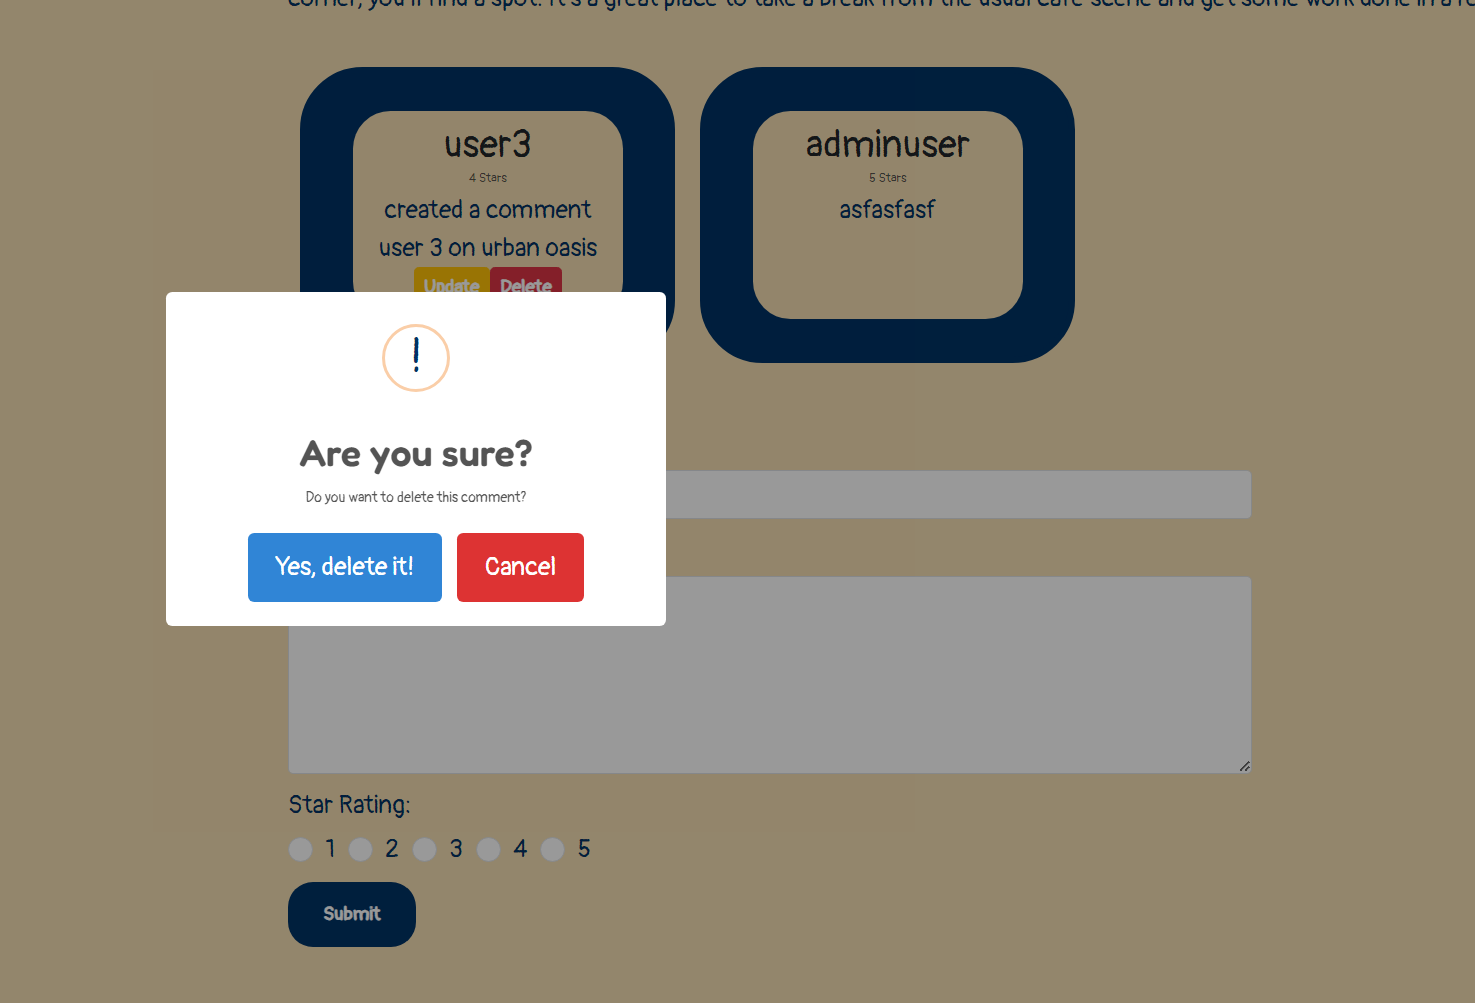 corner, you'll find a spot. It's a great place to take a break from the usual cafe scene and get some work done in a
user3
4 Stars
created a comment
user 3 on urban oasis
Update Delete
adminuser
5 Stars
asfasfasf
!
Are you sure?
Do you want to delete this comment?
Yes, delete it! Cancel
Star Rating:
1 2 3 4 5
Submit